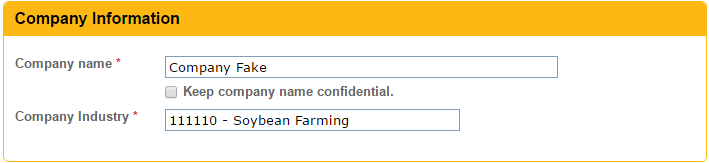 Company Information
Company name * Company Fake
Keep company name confidential.
Company Industry * 111110 - Soybean Farming